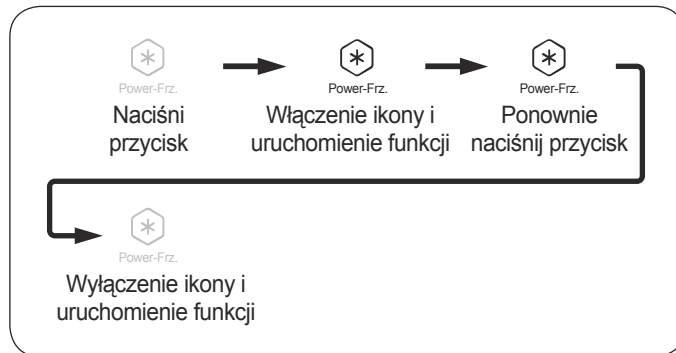 Power-Frz.
Naciśni
przycisk
Power-Frz.
Włączenie ikony i
uruchomienie funkcji
Power-Frz.
Ponownie
naciśnij przycisk
Power-Frz.
Wyłączenie ikony i
uruchomienie funkcji